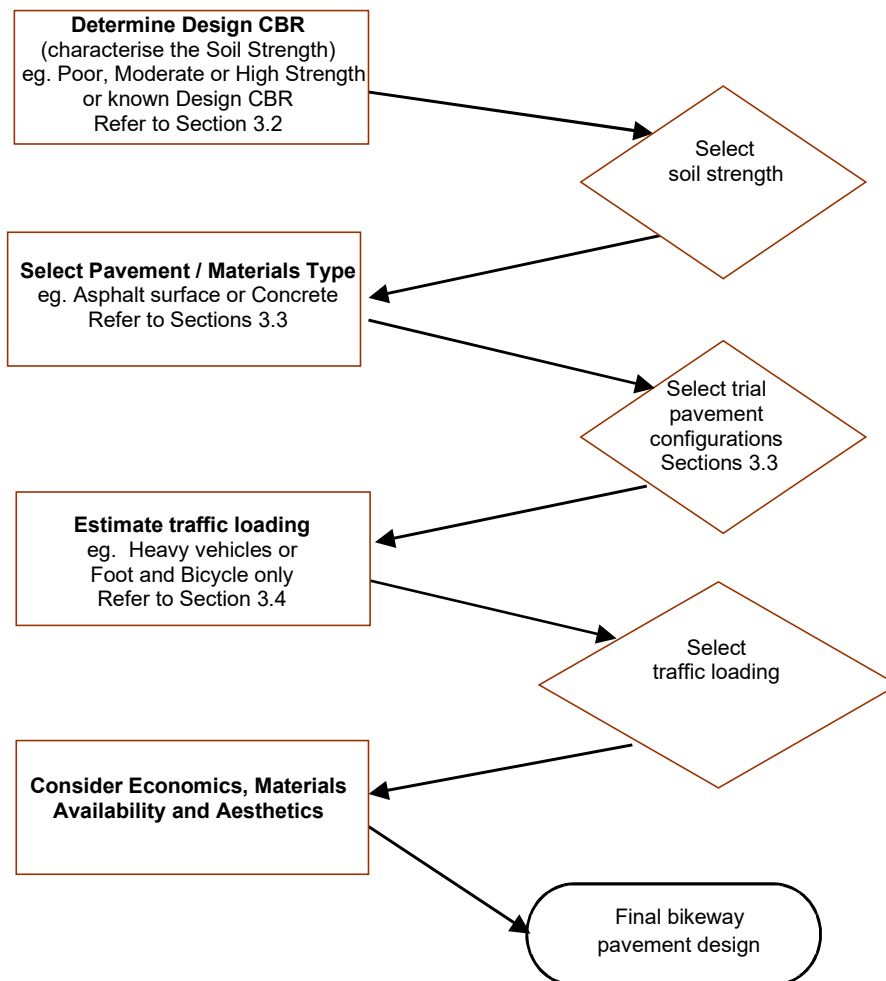 Determine Design CBR
(characterise the Soil Strength)
eg. Poor, Moderate or High Strength
or known Design CBR
Refer to Section 3.2
Select
soil strength
Select Pavement / Materials Type
eg. Asphalt surface or Concrete
Refer to Sections 3.3
Select trial
pavement
configurations
Sections 3.3
Estimate traffic loading
eg.  Heavy vehicles or
Foot and Bicycle only
Refer to Section 3.4
Select
traffic loading
Consider Economics, Materials
Availability and Aesthetics
Final bikeway
pavement design